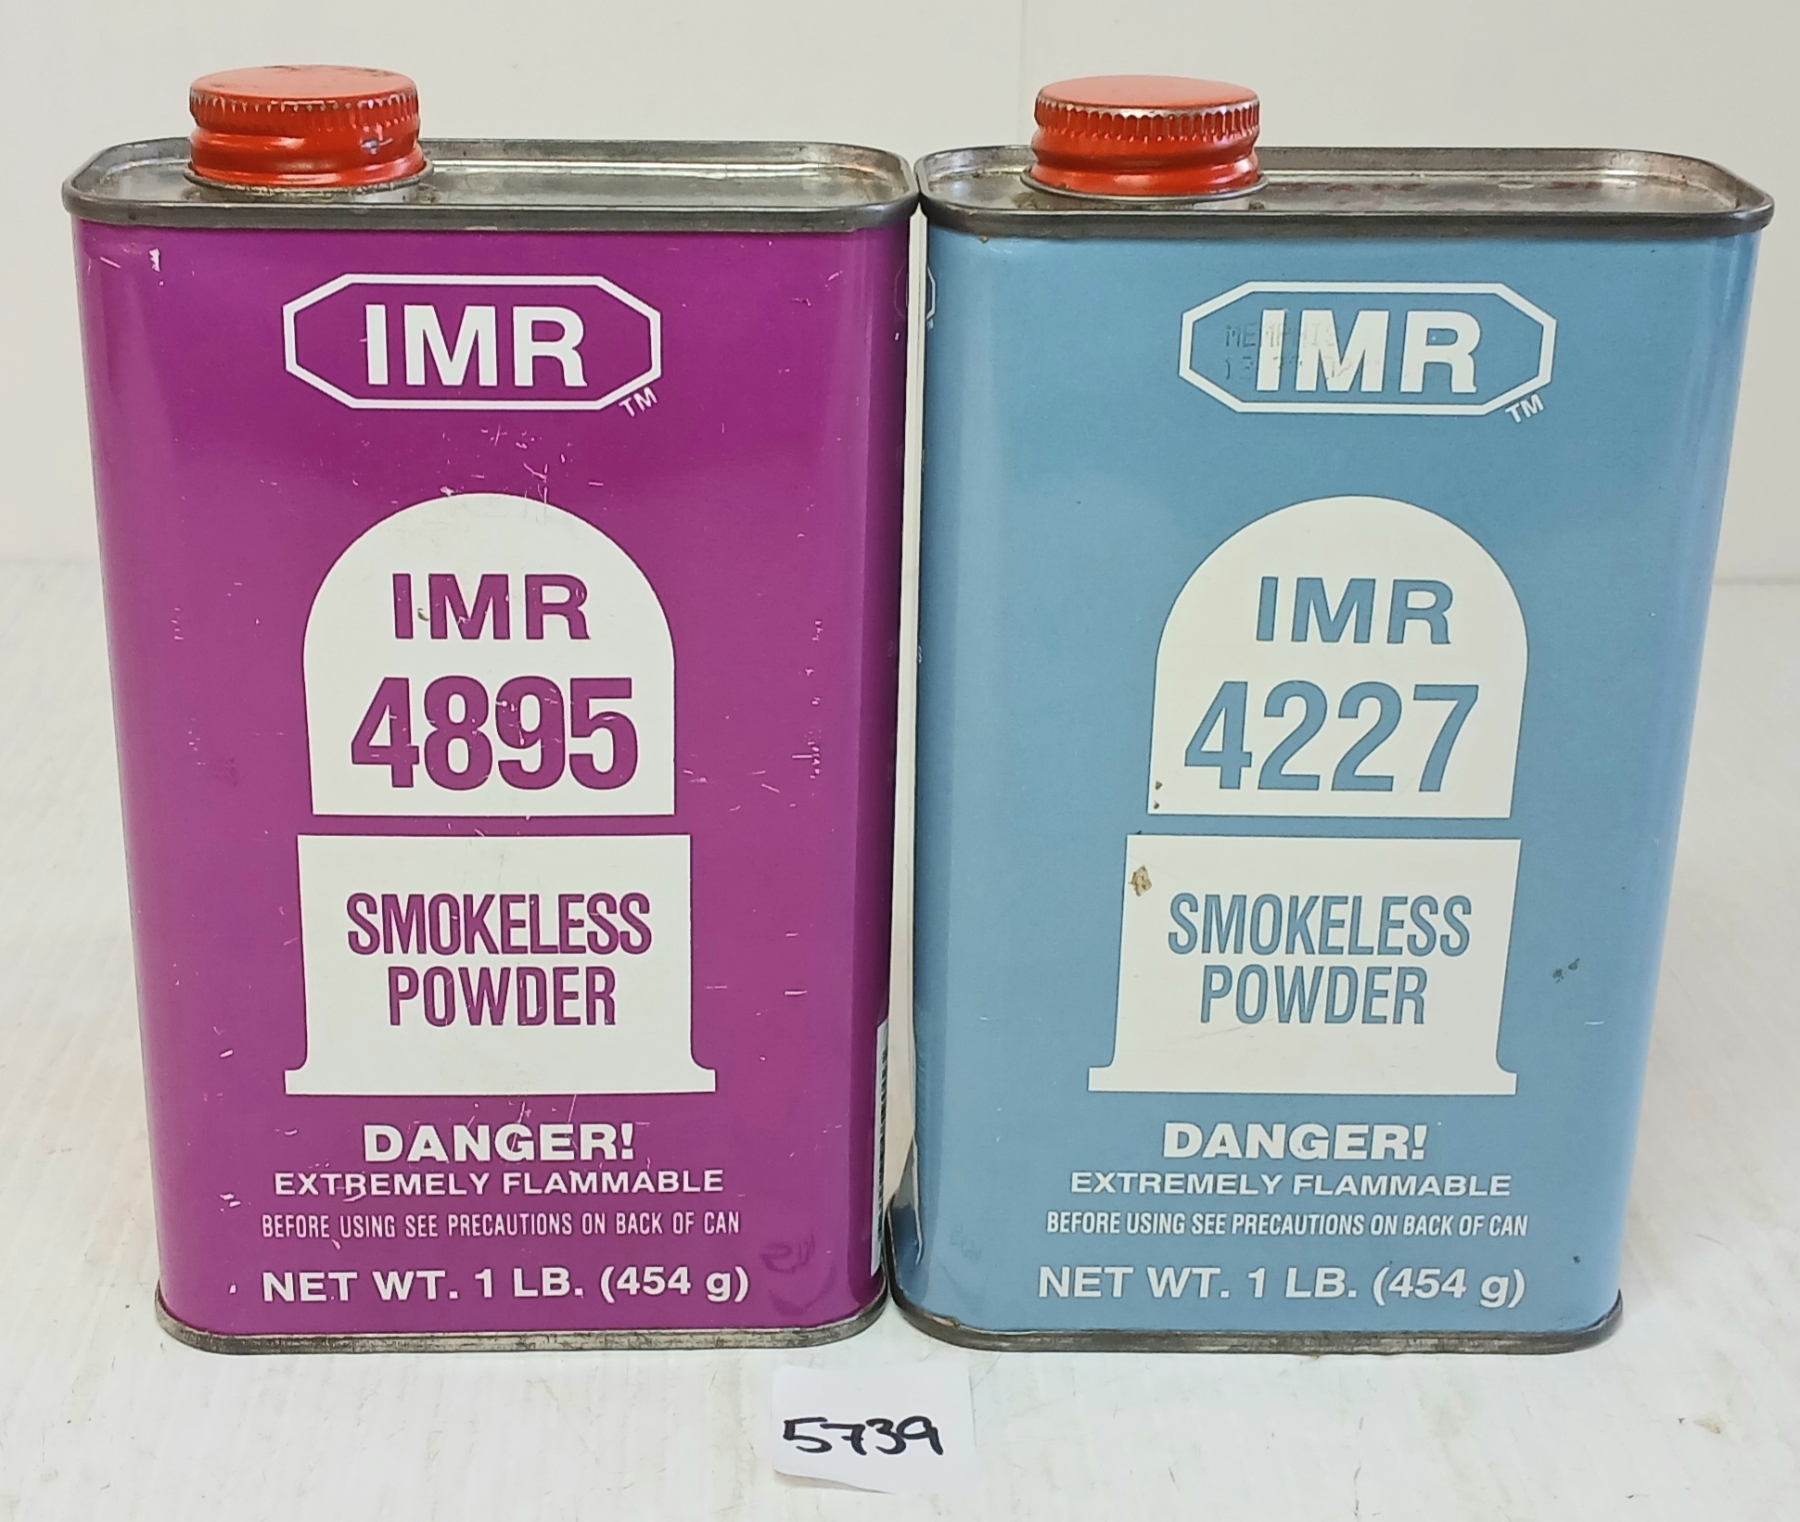 IMR
TM
IMR
4895
SMOKELESS
POWDER
DANGER!
EXTREMELY FLAMMABLE
BEFORE USING SEE PRECAUTIONS ON BACK OF CAN
NET WT. 1 LB. (454 g)
IMR
TM
MEMPHIS
IMR
4227
SMOKELESS
POWDER
DANGER!
EXTREMELY FLAMMABLE
BEFORE USING SEE PRECAUTIONS ON BACK OF CAN
NET WT. 1 LB. (454 g)
5739